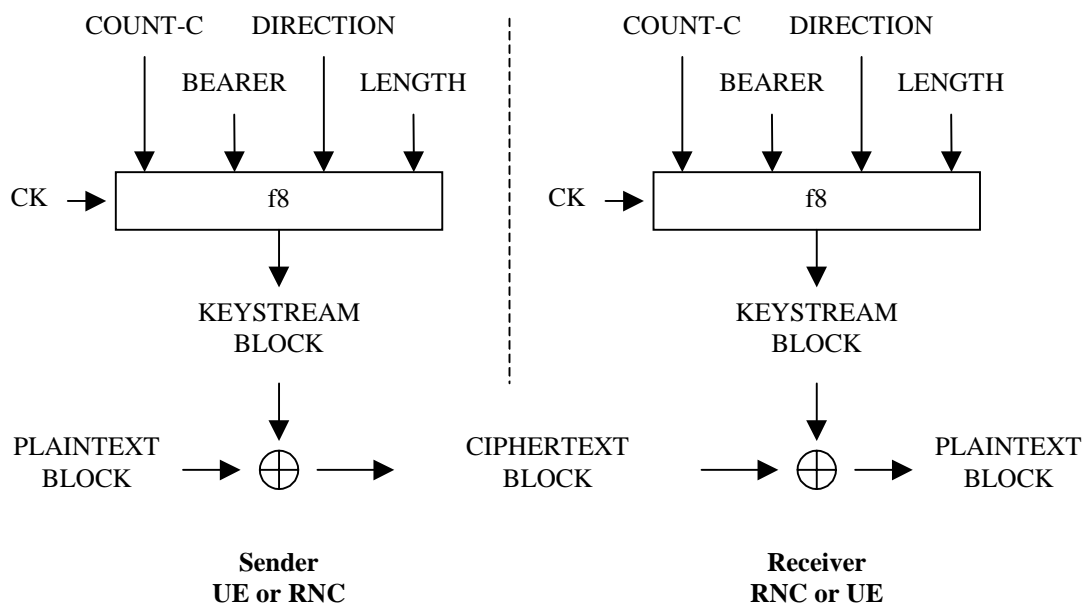 COUNT-C DIRECTION COUNT-C DIRECTION
BEARER LENGTH BEARER LENGTH
CK f8 CK f8
KEYSTREAM KEYSTREAM
BLOCK BLOCK
PLAINTEXT CIPHERTEXT PLAINTEXT
BLOCK BLOCK BLOCK
Sender Receiver
UE or RNC RNC or UE